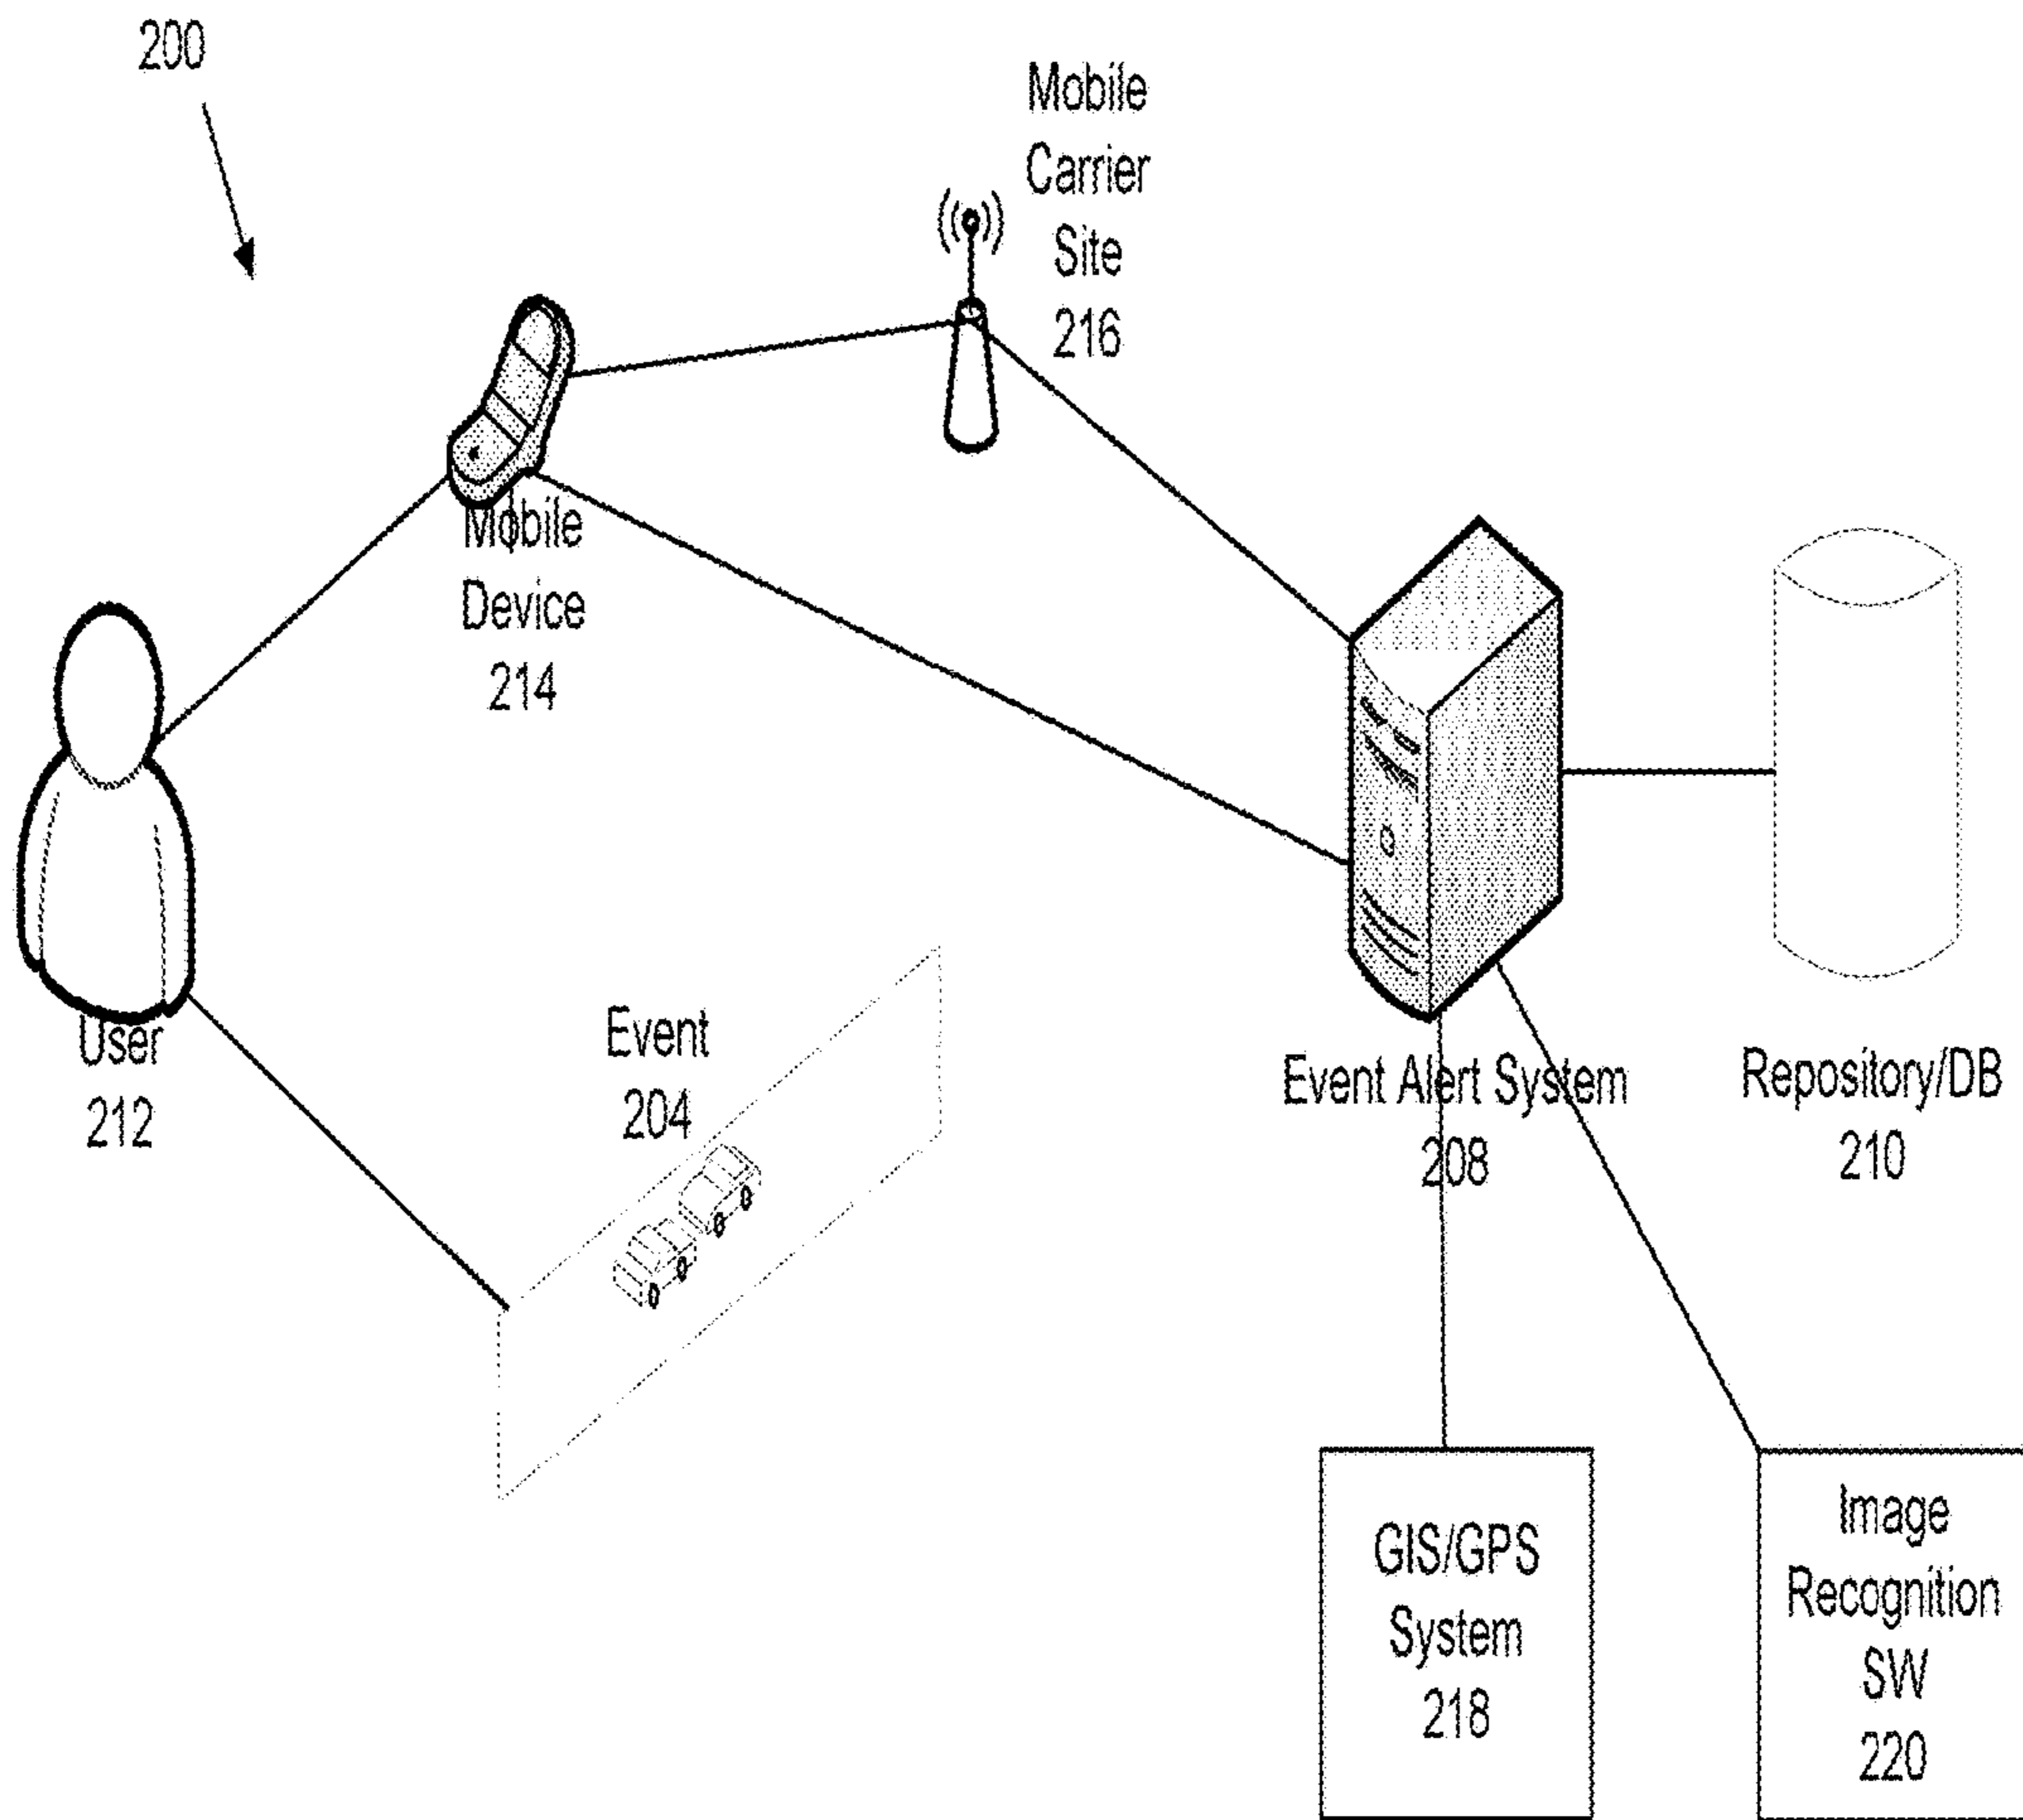 200
Mobile
Carrier
Site
216
Mobile
Device
214
User
212
Event
204
Event Alert System
208
Repository/DB
210
GIS/GPS
System
218
Image
Recognition
SW
220